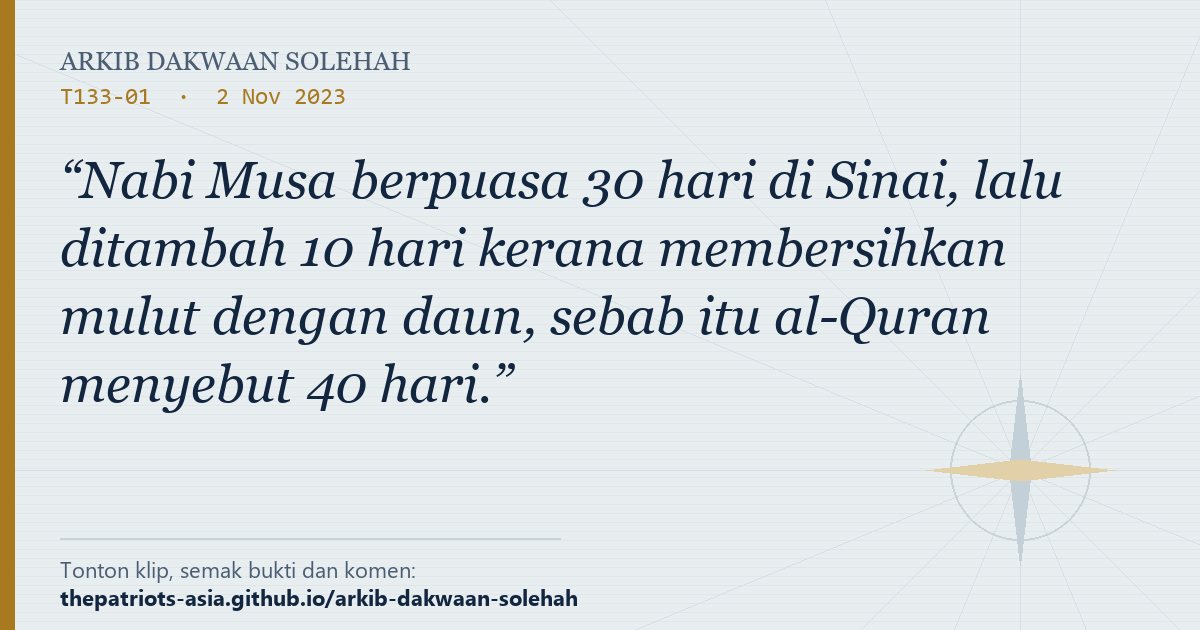 ARKIB DAKWAAN SOLEHAH
T133-01 · 2 Nov 2023
“Nabi Musa berpuasa 30 hari di Sinai, lalu
ditambah 10 hari kerana membersihkan
mulut dengan daun, sebab itu al-Quran
menyebut 40 hari.”
Tonton klip, semak bukti dan komen:
thepatriots-asia.github.io/arkib-dakwaan-solehah